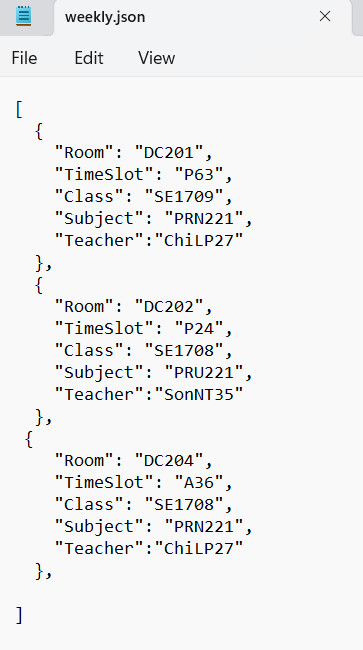 weekly.json
File Edit View
[
  {
    "Room": "DC201",
    "TimeSlot": "P63",
    "Class": "SE1709",
    "Subject": "PRN221",
    "Teacher":"ChiLP27"
  },
  {
    "Room": "DC202",
    "TimeSlot": "P24",
    "Class": "SE1708",
    "Subject": "PRU221",
    "Teacher":"SonNT35"
  },
 {
    "Room": "DC204",
    "TimeSlot": "A36",
    "Class": "SE1708",
    "Subject": "PRN221",
    "Teacher":"ChiLP27"
  },
]